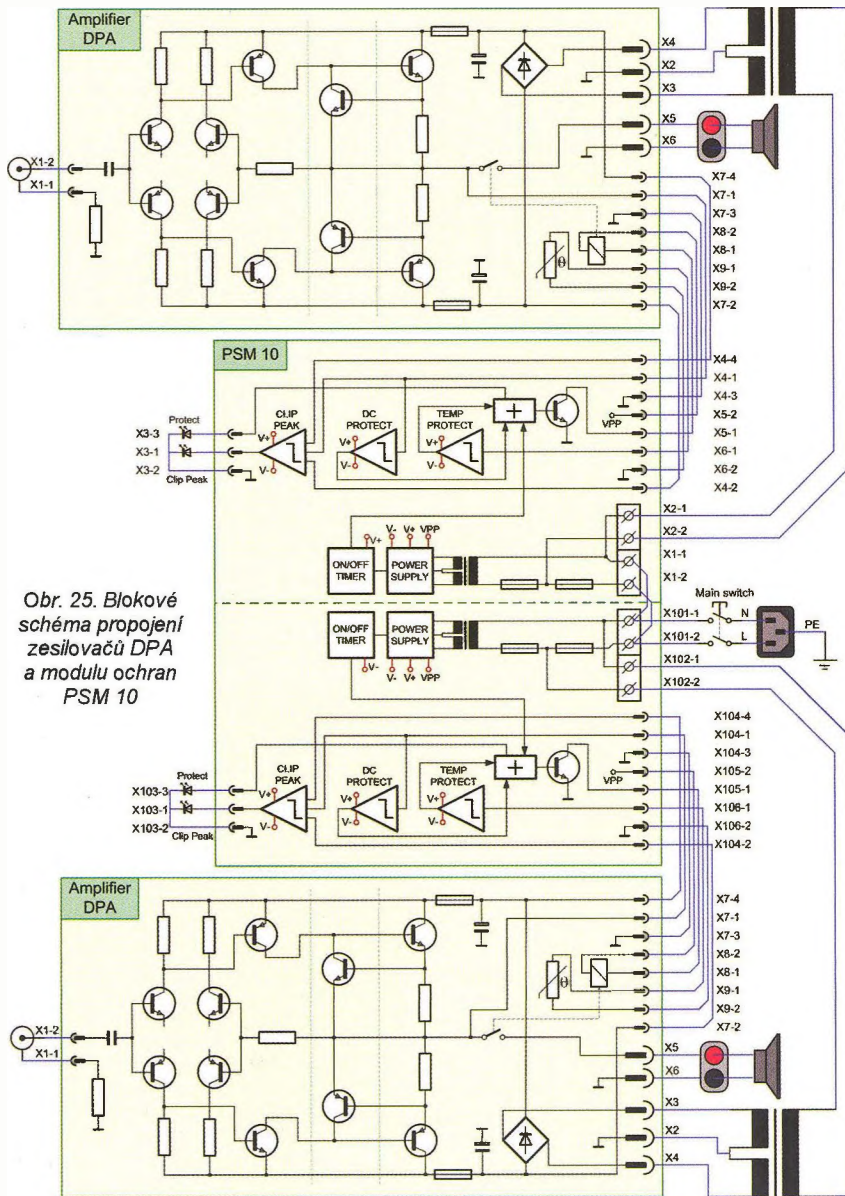 Amplifier
DPA
X1-2
X1-1
X4
X2
X3
X5
X6
X7-4
X7-1
X7-3
X8-2
X8-1
θ
X9-1
X9-2
X7-2
PSM 10
X4-4
X4-1
X4-3
X5-2
X5-1
X6-1
X6-2
X4-2
CLIP
PEAK
DC
PROTECT
TEMP
PROTECT
+
VPP
Protect
X3-3
X3-1
X3-2
Clip Peak
V+
V-
V+
V-
V+
V-
V+
V-
V+
VPP
ON/OFF
TIMER
POWER
SUPPLY
X2-1
X2-2
X1-1
X1-2
Obr. 25. Blokové
schéma propojení
zesilovačů DPA
a modulu ochran
PSM 10
Main switch
X101-1
N
X101-2
L
PE
X102-1
X102-2
ON/OFF
TIMER
POWER
SUPPLY
V-
V-
V+
VPP
X104-4
X104-1
X104-3
X105-2
X105-1
X106-1
X106-2
X104-2
CLIP
PEAK
DC
PROTECT
TEMP
PROTECT
+
VPP
Protect
X103-3
X103-1
X103-2
Clip Peak
V+
V-
V+
V-
V+
V-
Amplifier
DPA
X7-4
X7-1
X7-3
X8-2
X8-1
θ
X9-1
X9-2
X7-2
X1-2
X1-1
X5
X6
X3
X2
X4